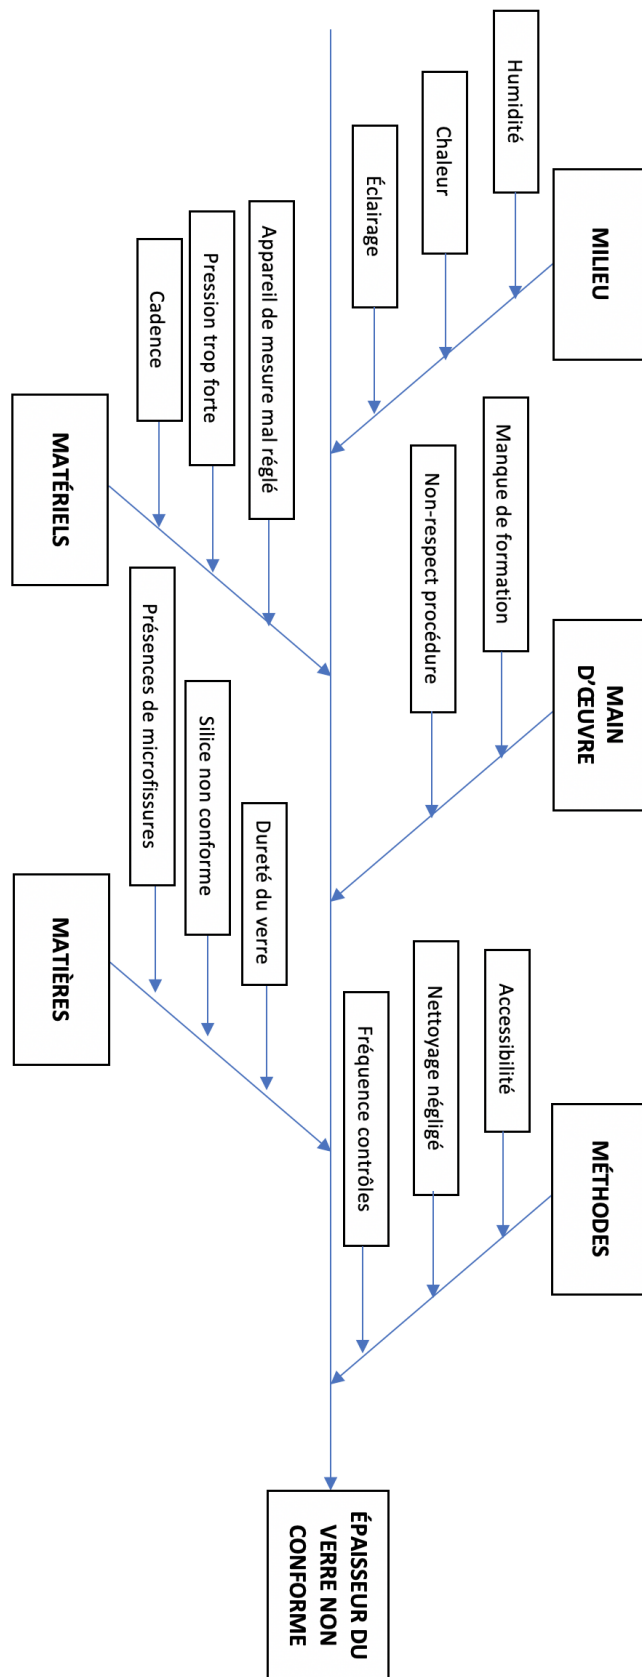 MILIEU
MAIN
D’ŒUVRE
MÉTHODES
Humidité
Chaleur
Éclairage
Manque de formation
Non-respect procédure
Accessibilité
Nettoyage négligé
Fréquence contrôles
ÉPAISSEUR DU
VERRE NON
CONFORME
Appareil de mesure mal réglé
Pression trop forte
Cadence
Dureté du verre
Silice non conforme
Présences de microfissures
MATÉRIELS
MATIÈRES